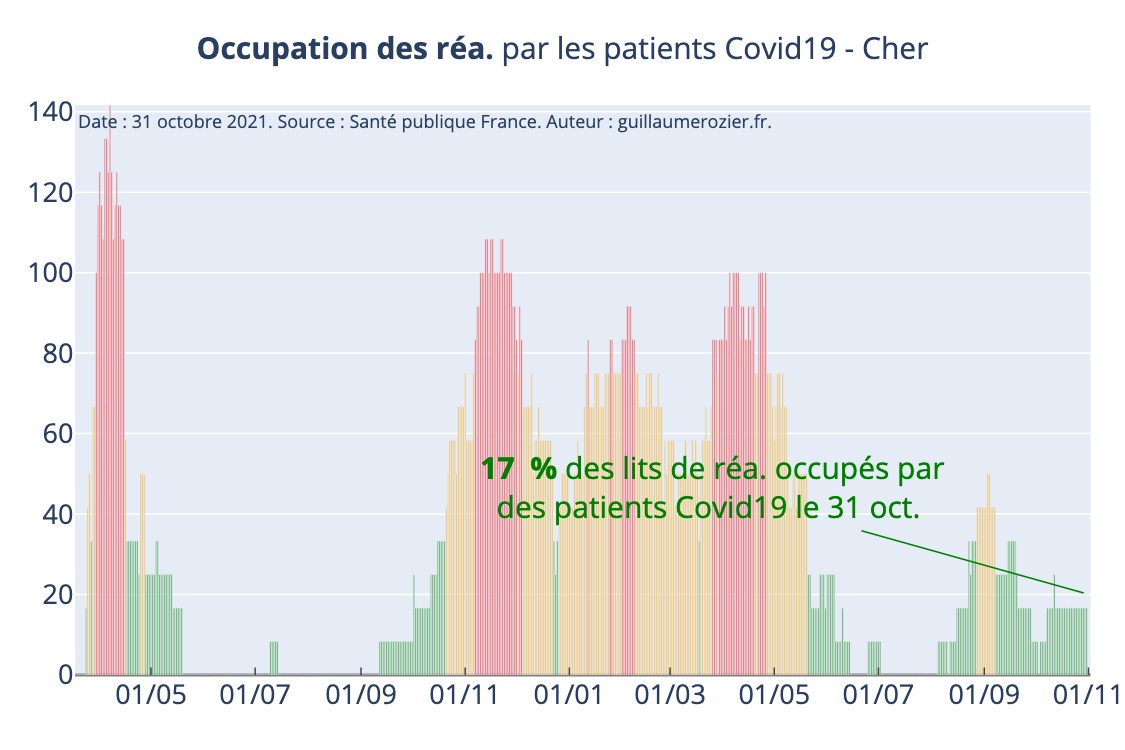 Occupation des réa. par les patients Covid19 - Cher
140
Date : 31 octobre 2021. Source : Santé publique France. Auteur : guillaumerozier.fr.
120
100
80
60
17 % des lits de réa. occupés par
des patients Covid19 le 31 oct.
40
20
0
01/05 01/07 01/09 01/11 01/01 01/03 01/05 01/07 01/09 01/11